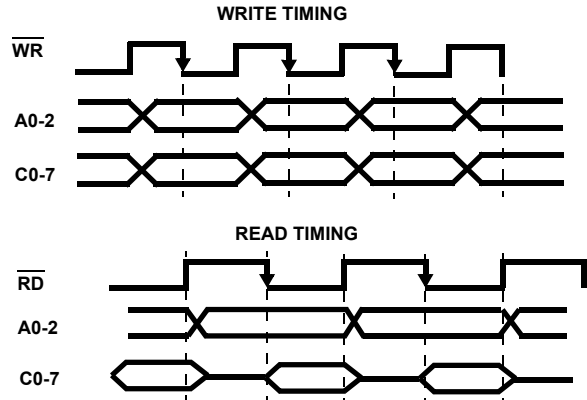 WRITE TIMING
WR
A0-2
C0-7
READ TIMING
RD
A0-2
C0-7